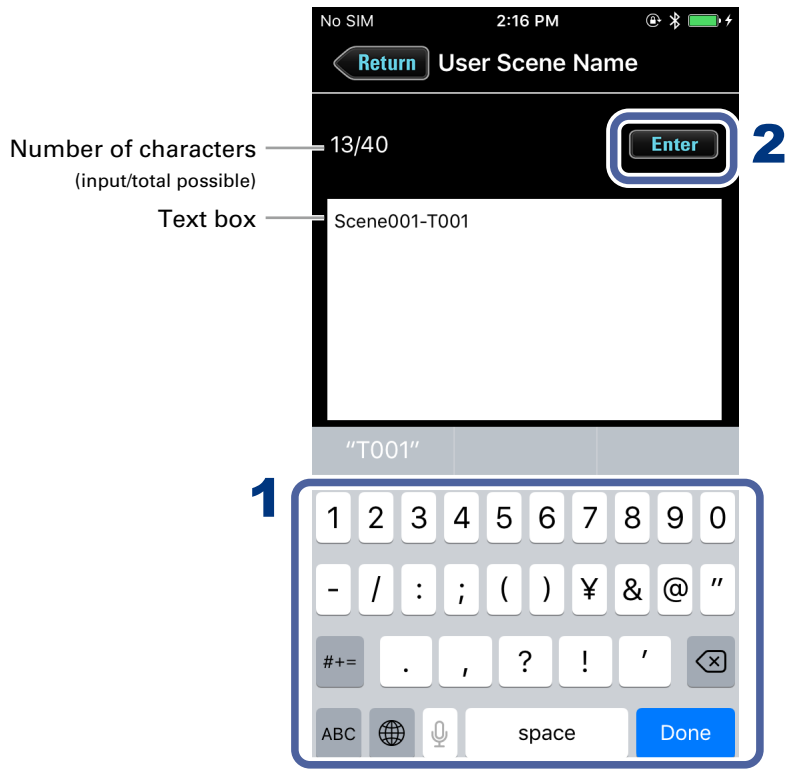 No SIM 2:16 PM
Return User Scene Name
Number of characters
(input/total possible)
13/40
Enter
2
Text box
Scene001-T001
“T001”
1
1 2 3 4 5 6 7 8 9 0
- / : ; ( ) ¥ & @ "
#+= . , ? ! '
ABC space Done